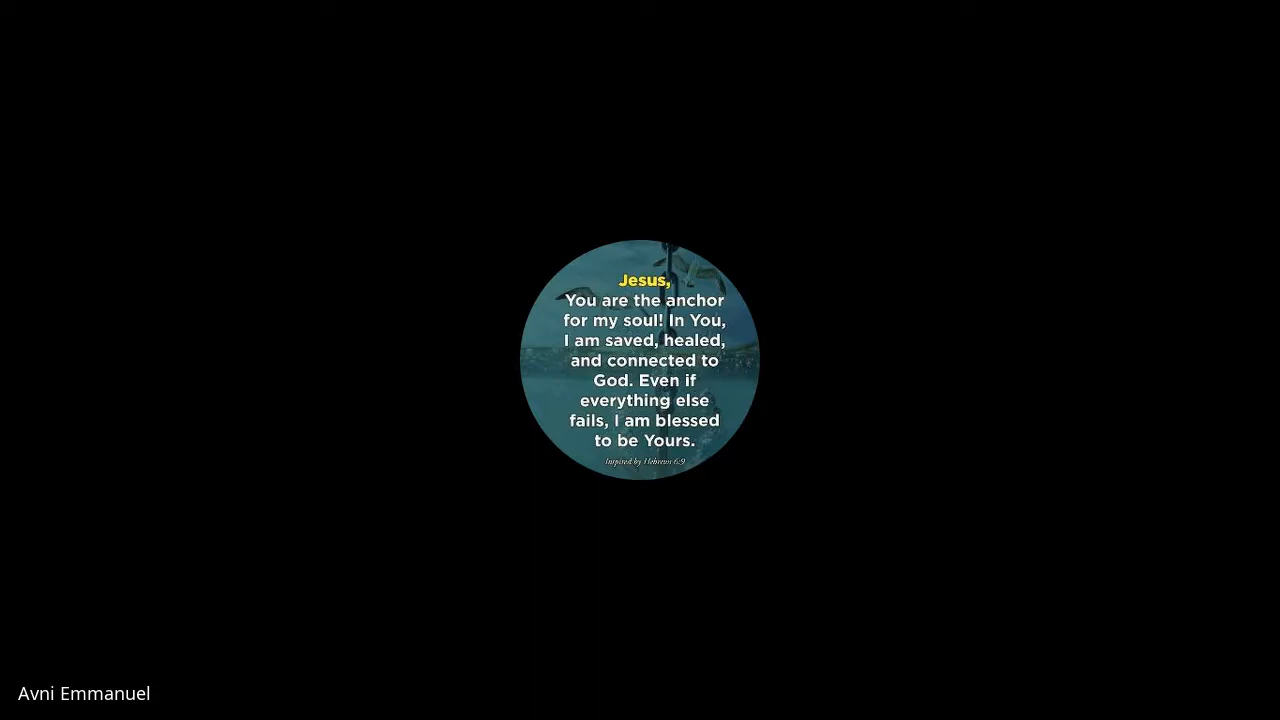 Jesus,
You are the anchor
for my soul! In You,
I am saved, healed,
and connected to
God. Even if
everything else
fails, I am blessed
to be Yours.
Inspired by Hebrews 6:9
Avni Emmanuel